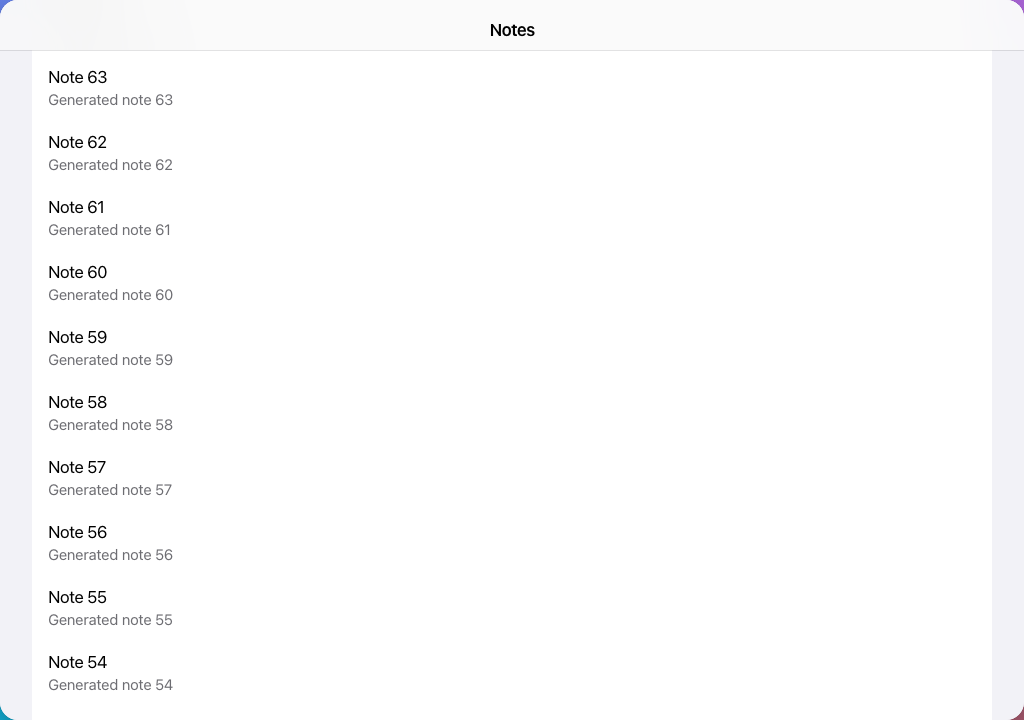 Notes
Note 63
Generated note 63
Note 62
Generated note 62
Note 61
Generated note 61
Note 60
Generated note 60
Note 59
Generated note 59
Note 58
Generated note 58
Note 57
Generated note 57
Note 56
Generated note 56
Note 55
Generated note 55
Note 54
Generated note 54